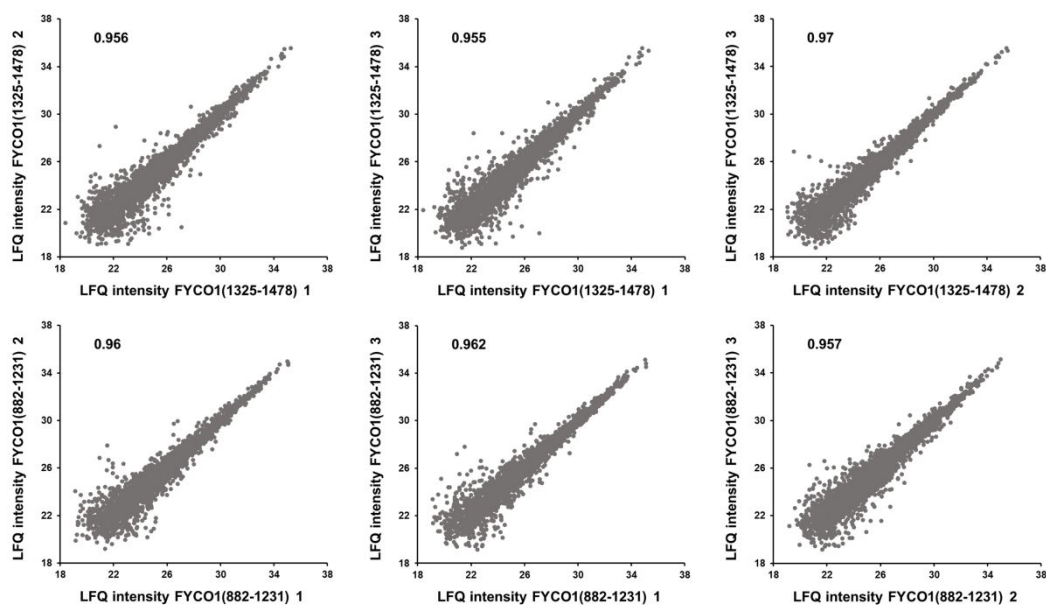 LFQ intensity FYCO1(1325-1478) 2
38
34
30
26
22
18
0.956
18 22 26 30 34 38
LFQ intensity FYCO1(1325-1478) 1
LFQ intensity FYCO1(1325-1478) 3
38
34
30
26
22
18
0.955
18 22 26 30 34 38
LFQ intensity FYCO1(1325-1478) 1
LFQ intensity FYCO1(1325-1478) 3
38
34
30
26
22
18
0.97
18 22 26 30 34 38
LFQ intensity FYCO1(1325-1478) 2
LFQ intensity FYCO1(882-1231) 2
38
34
30
26
22
18
0.96
18 22 26 30 34 38
LFQ intensity FYCO1(882-1231) 1
LFQ intensity FYCO1(882-1231) 3
38
34
30
26
22
18
0.962
18 22 26 30 34 38
LFQ intensity FYCO1(882-1231) 1
LFQ intensity FYCO1(882-1231) 3
38
34
30
26
22
18
0.957
18 22 26 30 34 38
LFQ intensity FYCO1(882-1231) 2